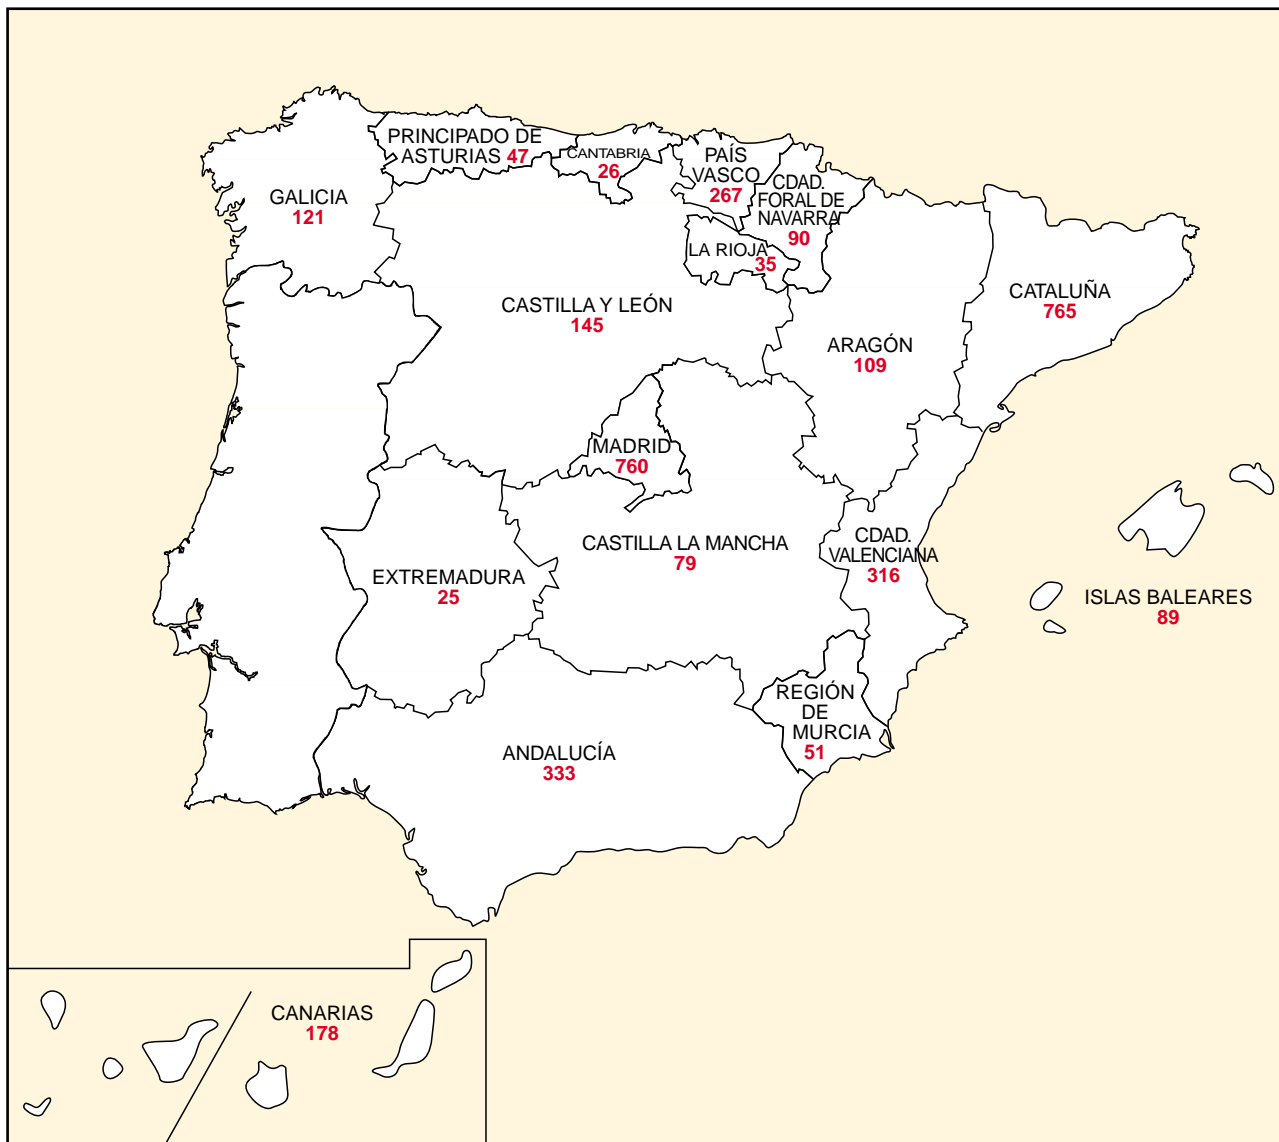 PRINCIPADO DE
ASTURIAS 47
CANTABRIA
26
PAÍS
VASCO
267
CDAD.
FORAL DE
NAVARRA
90
GALICIA
121
LA RIOJA
35
CATALUÑA
765
CASTILLA Y LEÓN
145
ARAGÓN
109
MADRID
760
CASTILLA LA MANCHA
79
CDAD.
VALENCIANA
316
EXTREMADURA
25
ISLAS BALEARES
89
REGIÓN
DE
MURCIA
51
ANDALUCÍA
333
CANARIAS
178